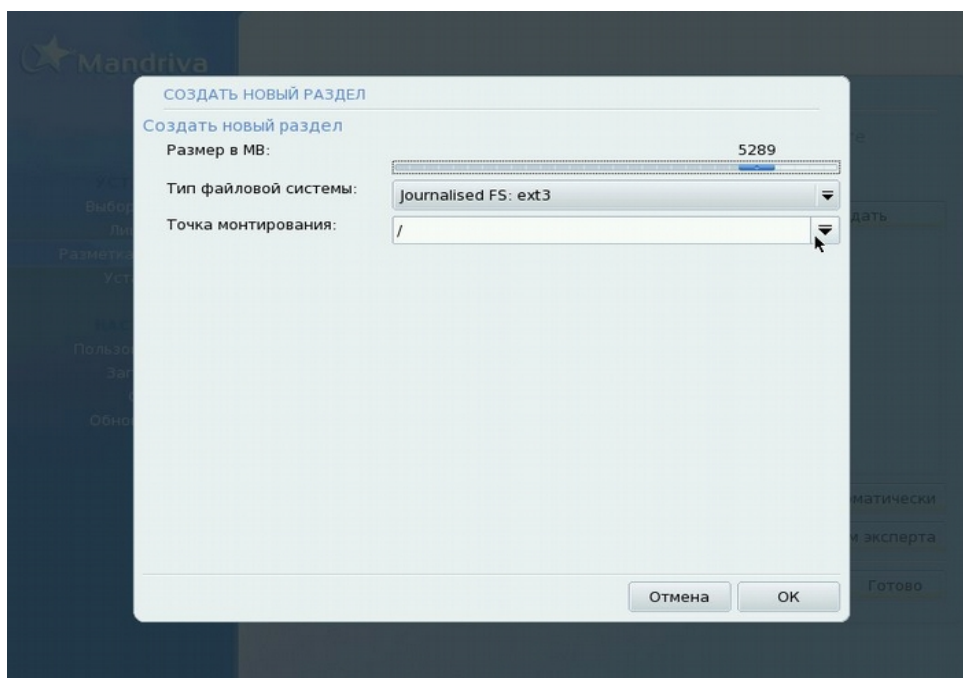 Mandriva
СОЗДАТЬ НОВЫЙ РАЗДЕЛ
Создать новый раздел
Размер в MB:
5289
Тип файловой системы:
Journalised FS: ext3
Точка монтирования:
/
Отмена
OK
Разметка
Готово